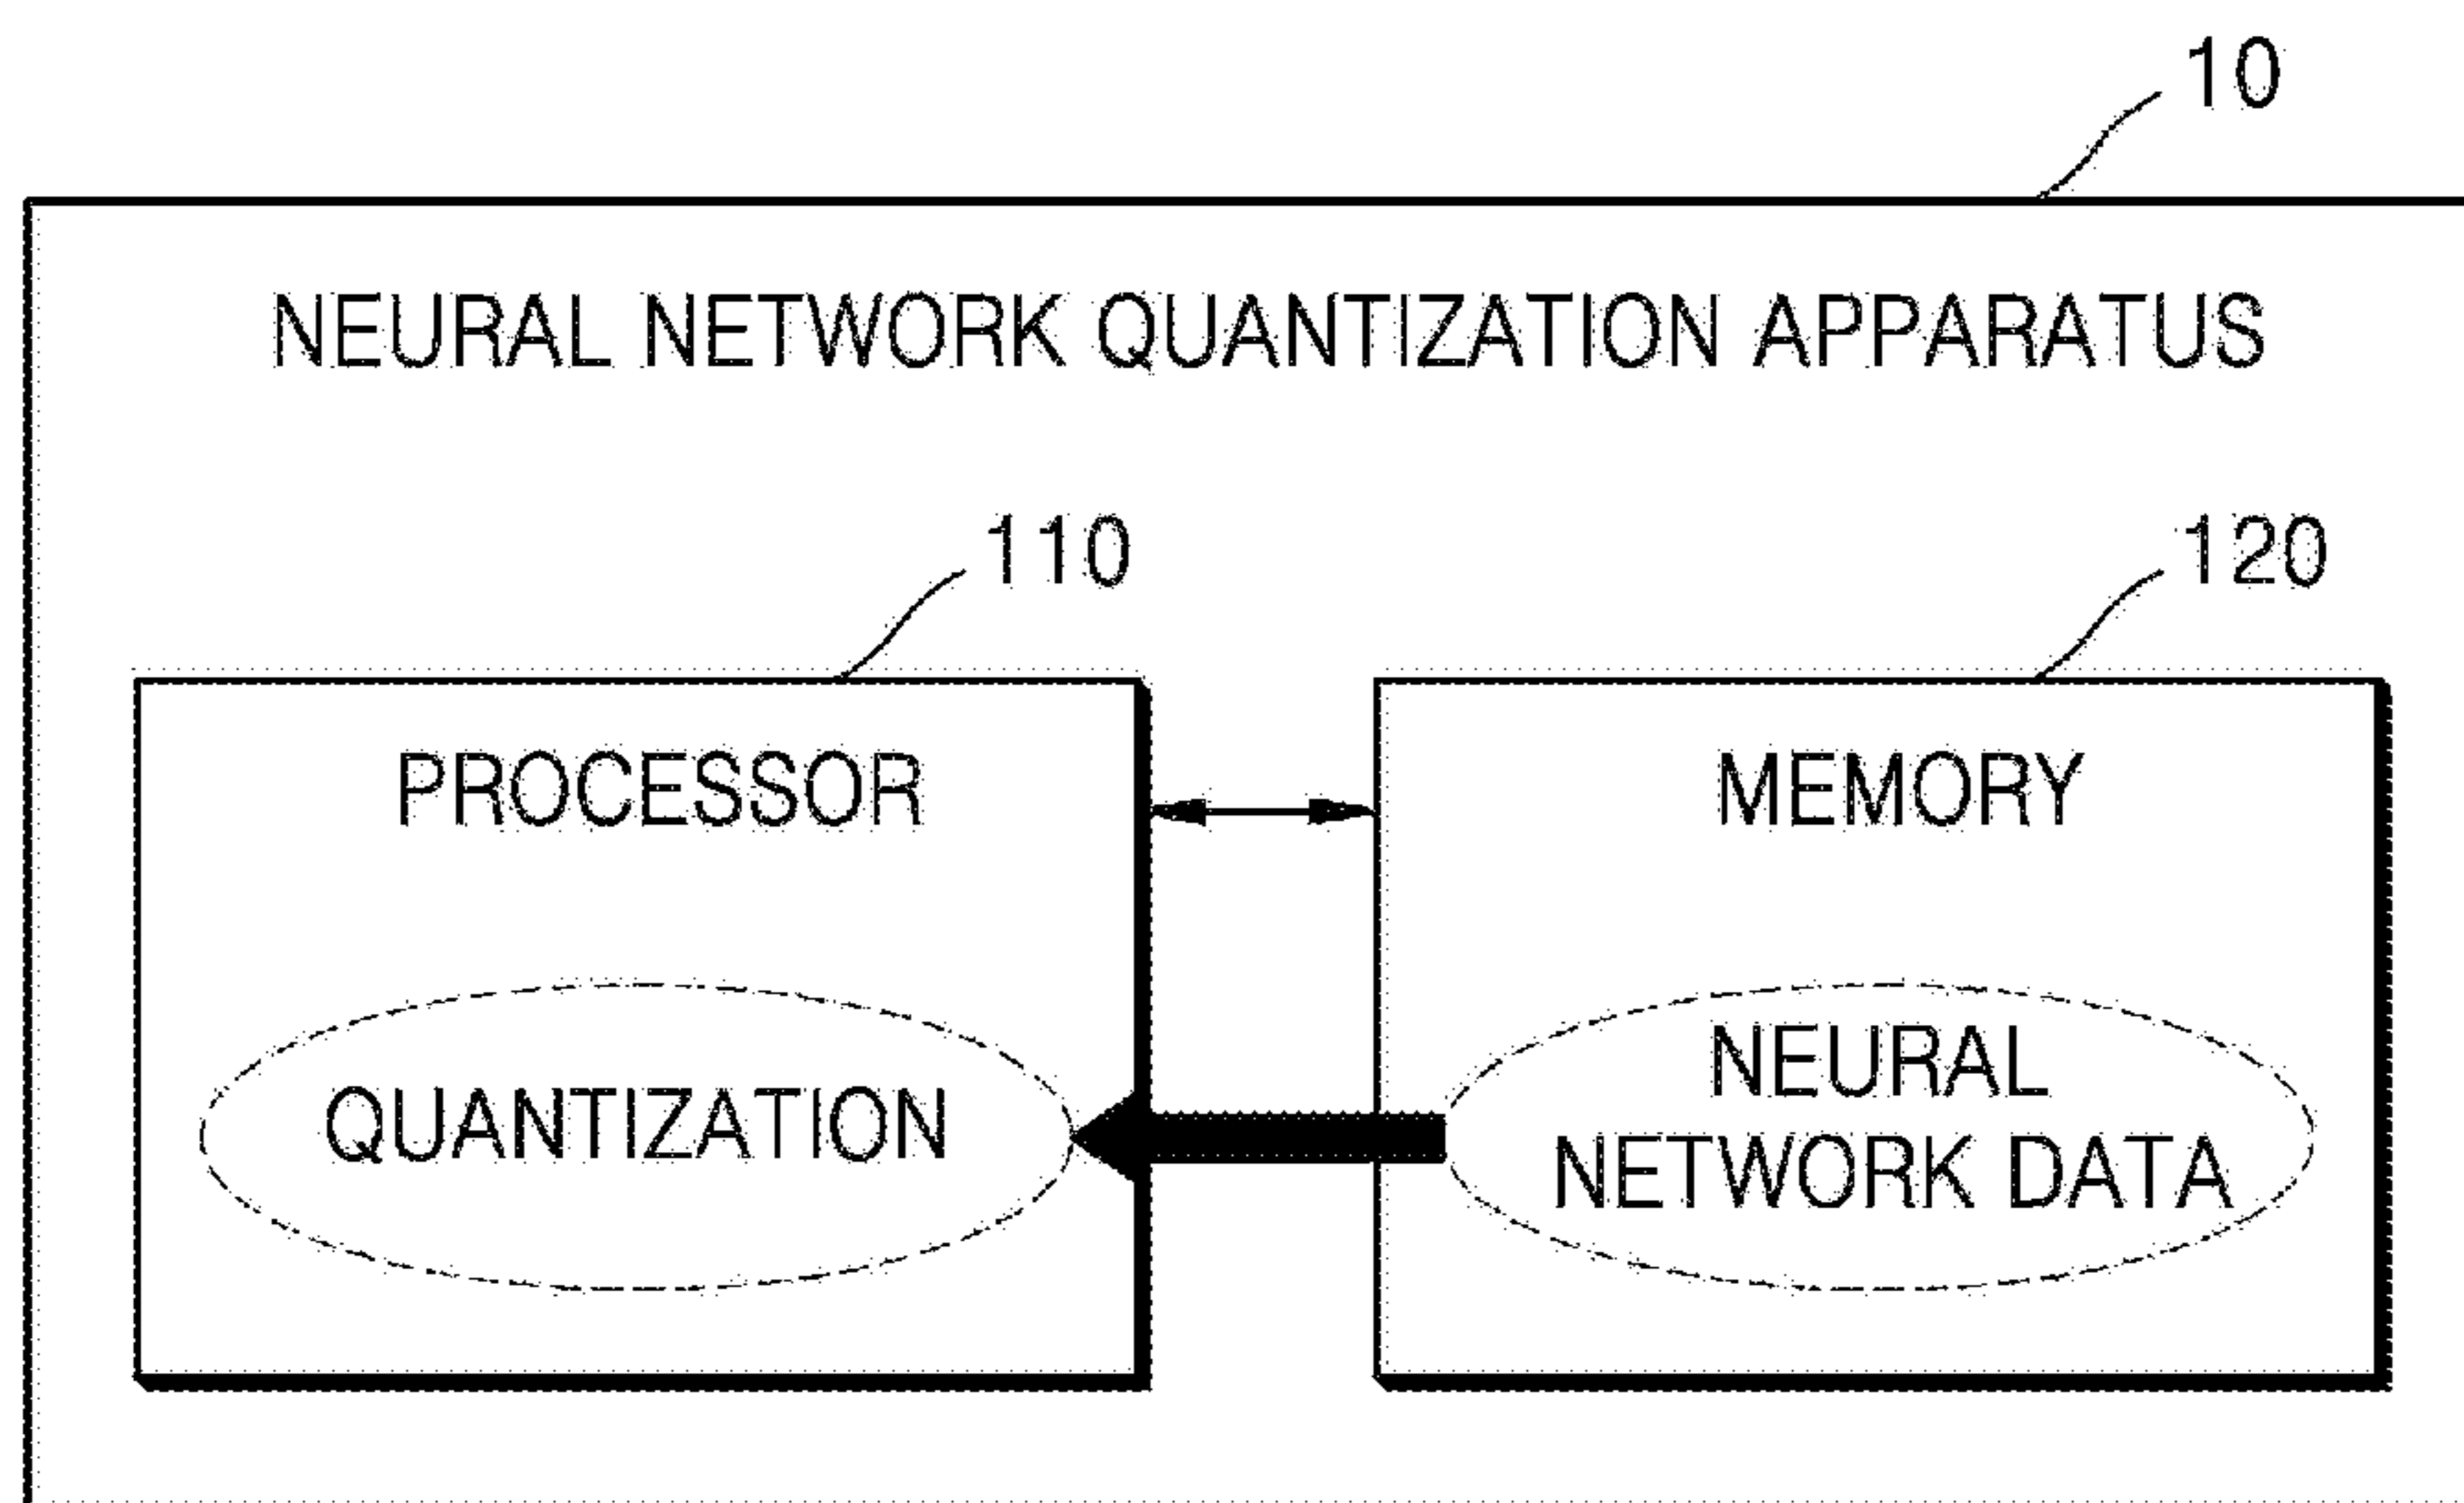 10
NEURAL NETWORK QUANTIZATION APPARATUS
110
120
PROCESSOR
MEMORY
QUANTIZATION
NEURAL
NETWORK DATA